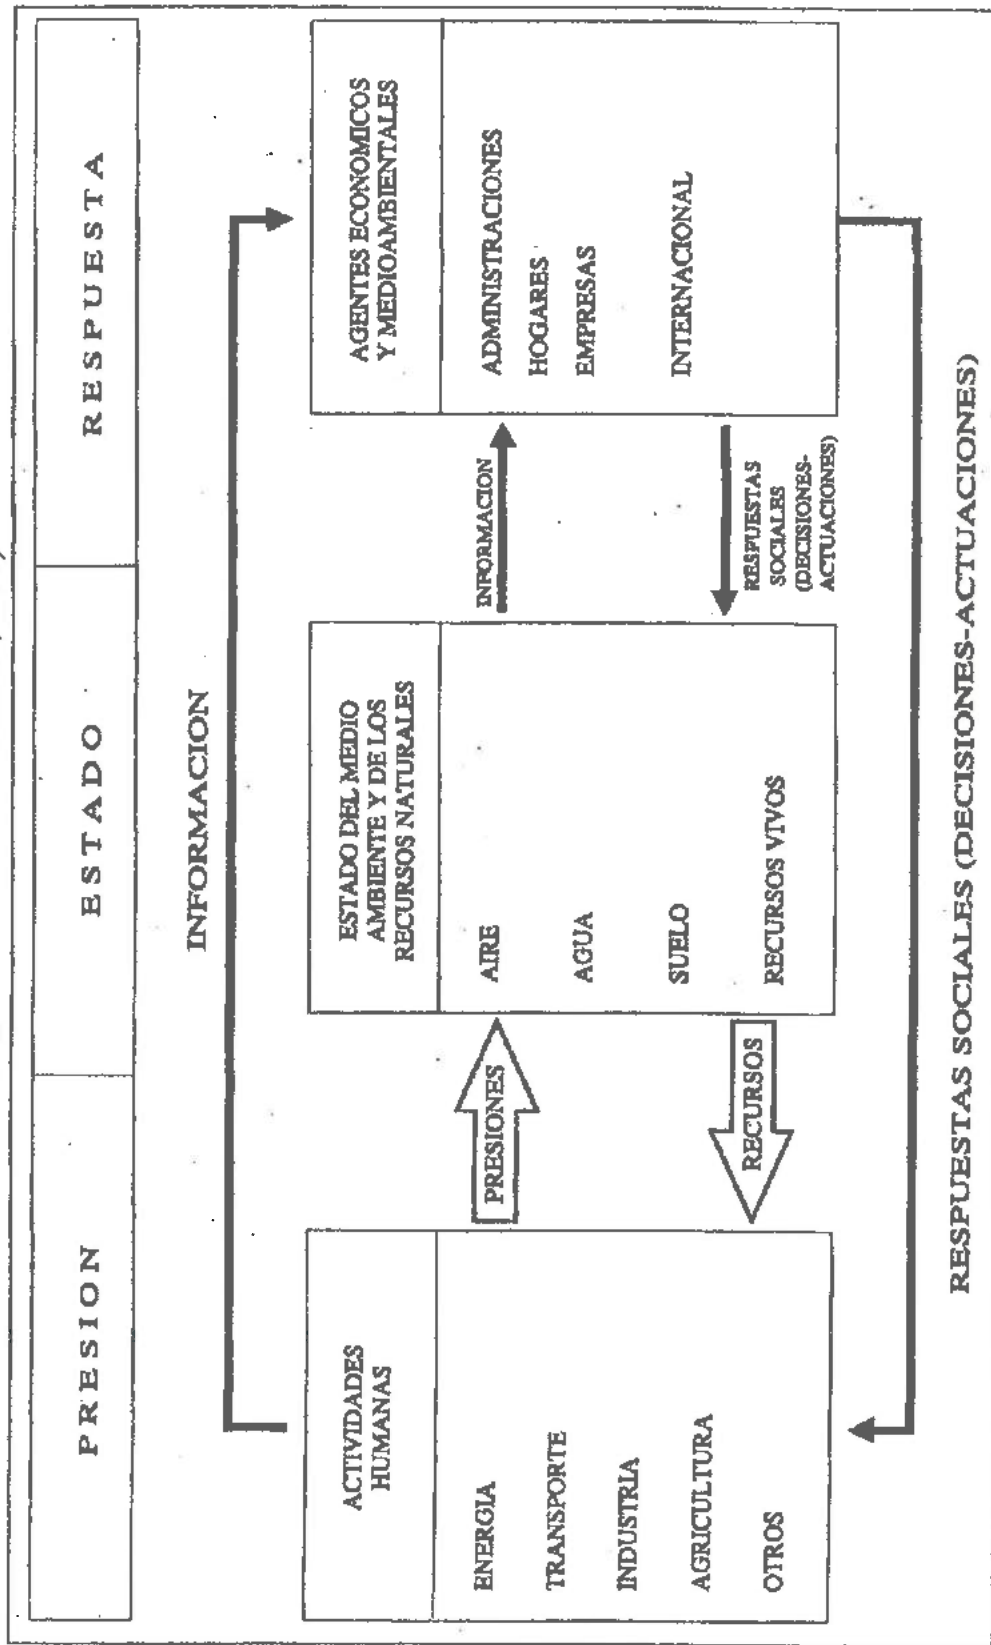 PRESION
ESTADO
RESPUESTA
INFORMACION
ACTIVIDADES
HUMANAS
ENERGIA
TRANSPORTE
INDUSTRIA
AGRICULTURA
OTROS
PRESIONES
RECURSOS
ESTADO DEL MEDIO
AMBIENTE Y DE LOS
RECURSOS NATURALES
AIRE
AGUA
SUELO
RECURSOS VIVOS
INFORMACION
RESPUESTAS
SOCIALES
(DECISIONES-
ACTUACIONES)
AGENTES ECONOMICOS
Y MEDIOAMBIENTALES
ADMINISTRACIONES
HOGARES
EMPRESAS
INTERNACIONAL
RESPUESTAS SOCIALES (DECISIONES-ACTUACIONES)